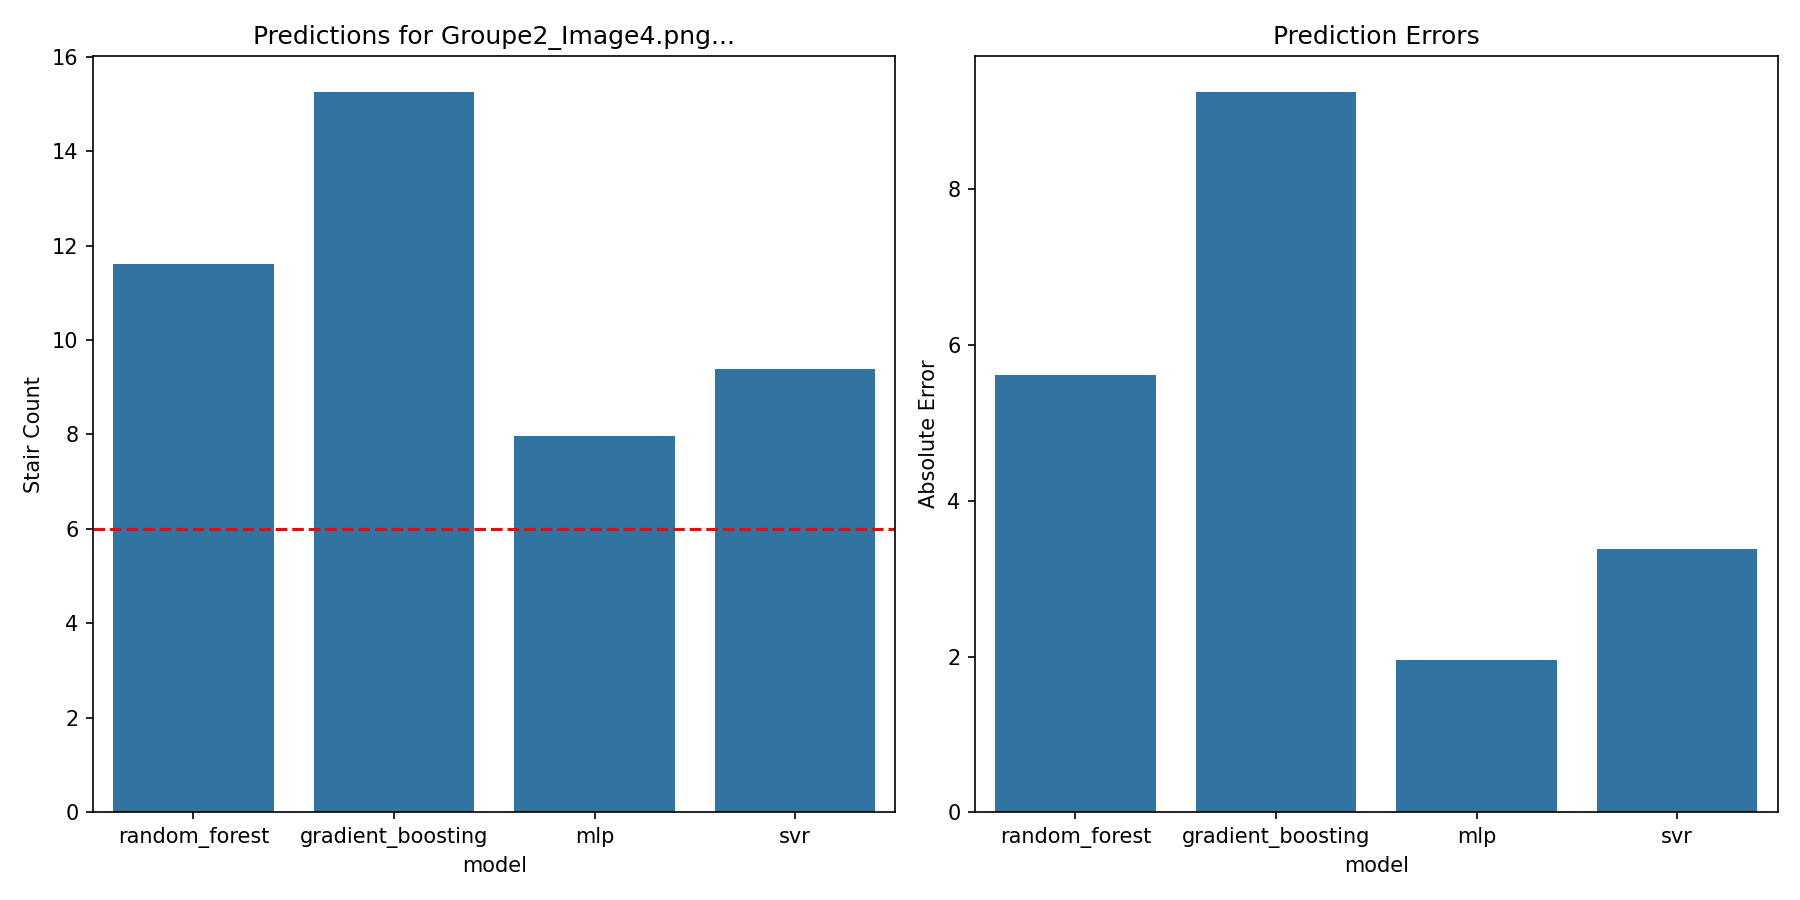 Predictions for Groupe2_Image4.png...
Stair Count
16
14
12
10
8
6
4
2
0
random_forest gradient_boosting mlp svr
model
Prediction Errors
Absolute Error
8
6
4
2
0
random_forest gradient_boosting mlp svr
model